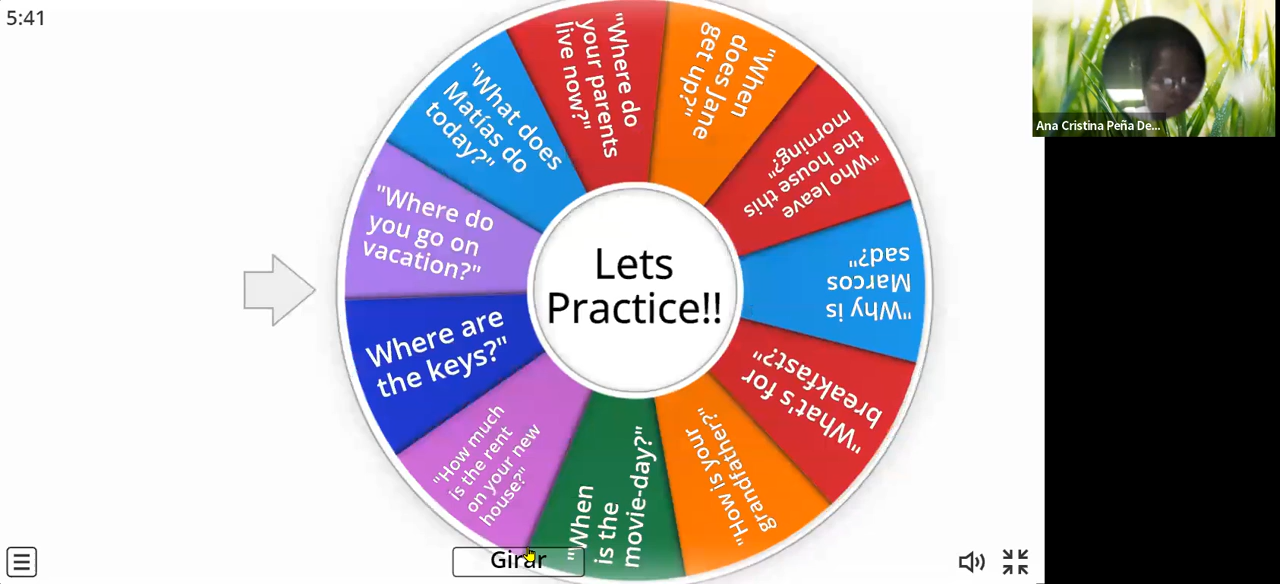 5:41
"Where do
your parents
live now?"
"When
does Jane
get up?"
"Who leave
the house this
morning?"
"Why is
Marcos
sad?"
"What's for
breakfast?"
"How is your
grandfather?"
"When
is the
movie-day?"
"How much
is the rent
on your new
house?"
Where are
the keys?"
"Where do
you go on
vacation?"
"What does
Matías do
today?"
Lets
Practice!!
Girar
Ana Cristina Peña De...